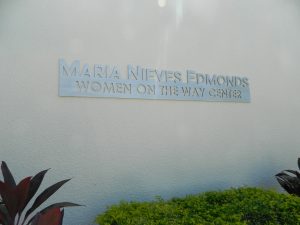 MARIA NIEVES EDMONDS
WOMEN ON THE WAY CENTER